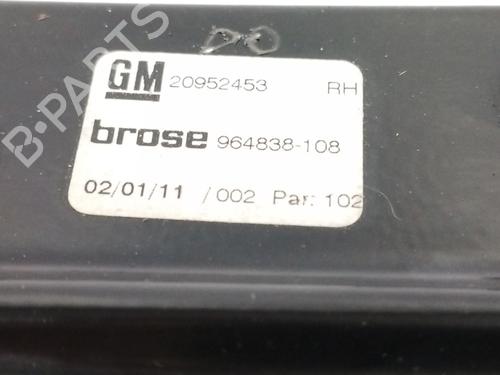 GM 20952453 RH
brose 964838-108
02/01/11 /002 Par: 102
B-PARTS